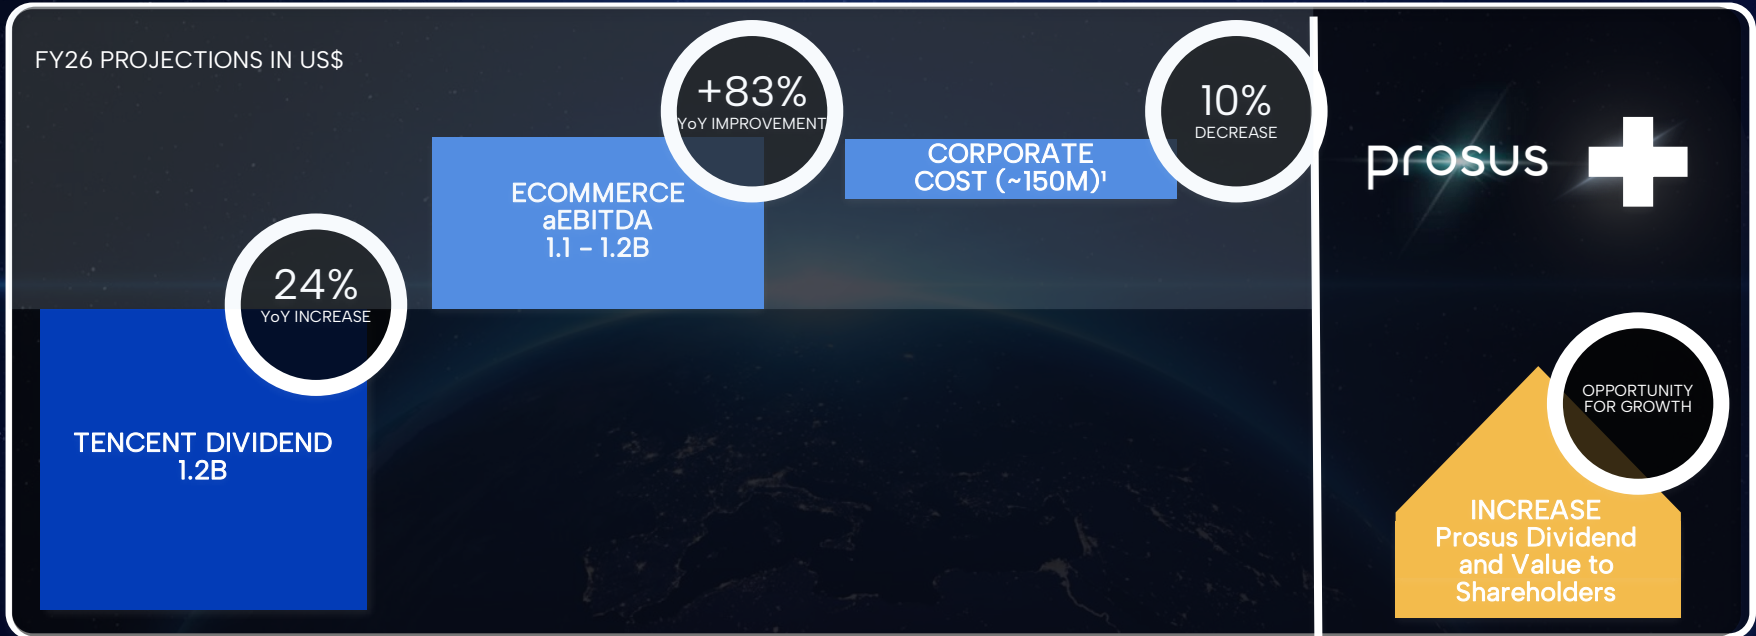 FY26 PROJECTIONS IN US$
24%
YoY INCREASE
TENCENT DIVIDEND
1.2B
+83%
YoY IMPROVEMENT
ECOMMERCE
aEBITDA
1.1 – 1.2B
10%
DECREASE
CORPORATE
COST (~150M)¹
prosus
OPPORTUNITY
FOR GROWTH
INCREASE
Prosus Dividend
and Value to
Shareholders